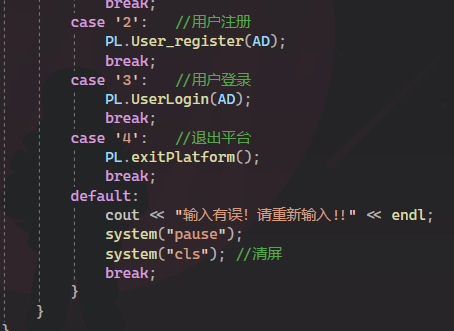 break;
case '2':   //用户注册
PL.User_register(AD);
break;
case '3':   //用户登录
PL.UserLogin(AD);
break;
case '4':   //退出平台
PL.exitPlatform();
break;
default:
cout << "输入有误！请重新输入!!" << endl;
system("pause");
system("cls"); //清屏
break;
}
}
}